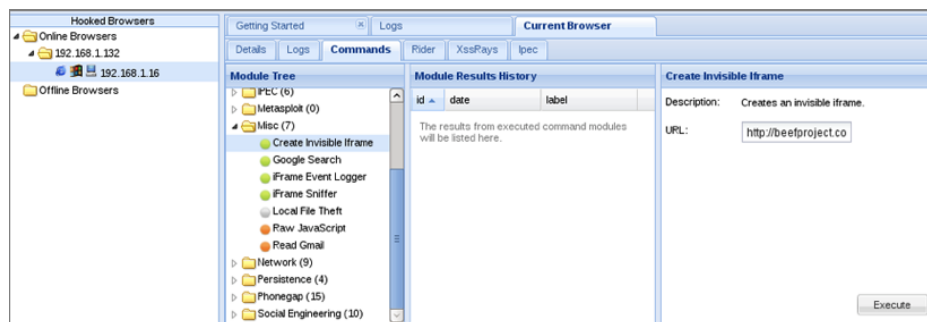 Hooked Browsers
Online Browsers
192.168.1.132
192.168.1.16
Offline Browsers
Getting Started
Logs
Current Browser
Details
Logs
Commands
Rider
XssRays
Ipec
Module Tree
IPEC (6)
Metasploit (0)
Misc (7)
Create Invisible Iframe
Google Search
iFrame Event Logger
iFrame Sniffer
Local File Theft
Raw JavaScript
Read Gmail
Network (9)
Persistence (4)
Phonegap (15)
Social Engineering (10)
Module Results History
id date label
The results from executed command modules
will be listed here.
Create Invisible Iframe
Description: Creates an invisible iframe.
URL: http://beefproject.co
Execute